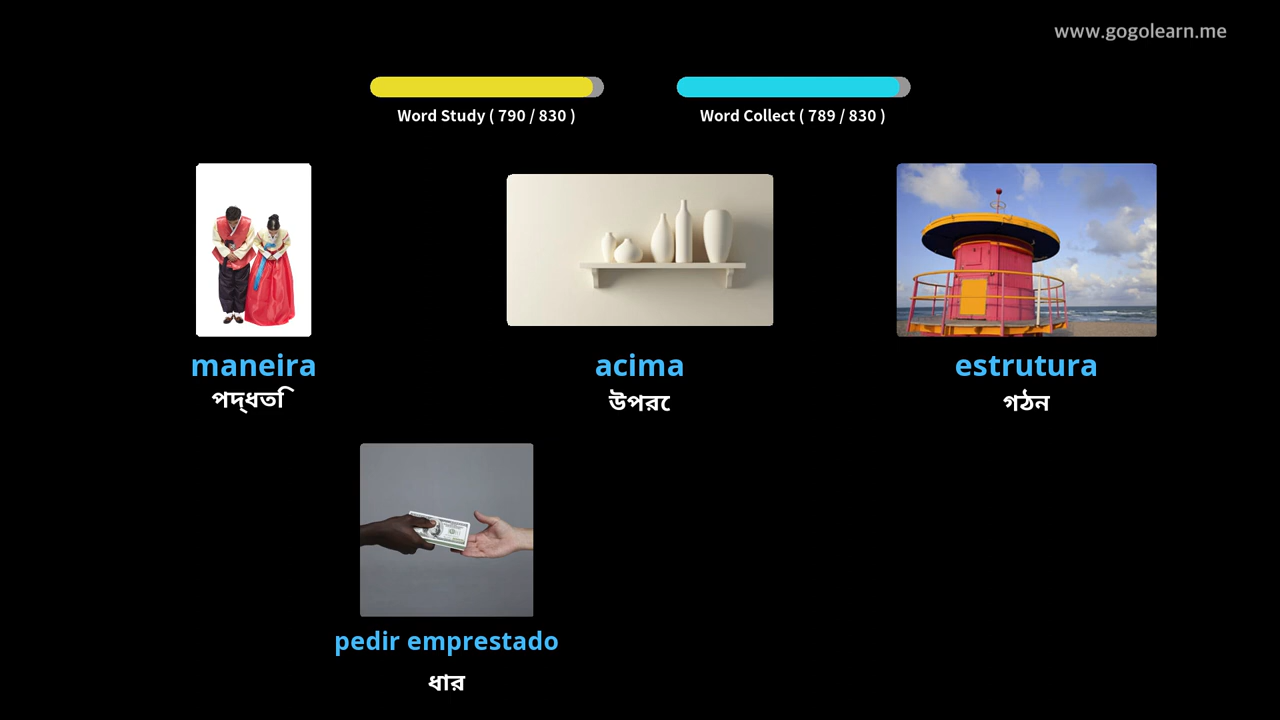 www.gogolearn.me
Word Study ( 790 / 830 )
Word Collect ( 789 / 830 )
maneira
পদ্ধতি
acima
উপরে
estrutura
গঠন
pedir emprestado
ধার